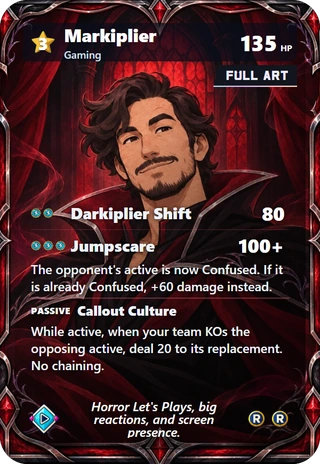 3
Markiplier
135 HP
Gaming
FULL ART
Darkiplier Shift 80
Jumpscare 100+
The opponent's active is now Confused. If it
is already Confused, +60 damage instead.
PASSIVE Callout Culture
While active, when your team KOs the
opposing active, deal 20 to its replacement.
No chaining.
Horror Let's Plays, big
reactions, and screen
presence.
R R